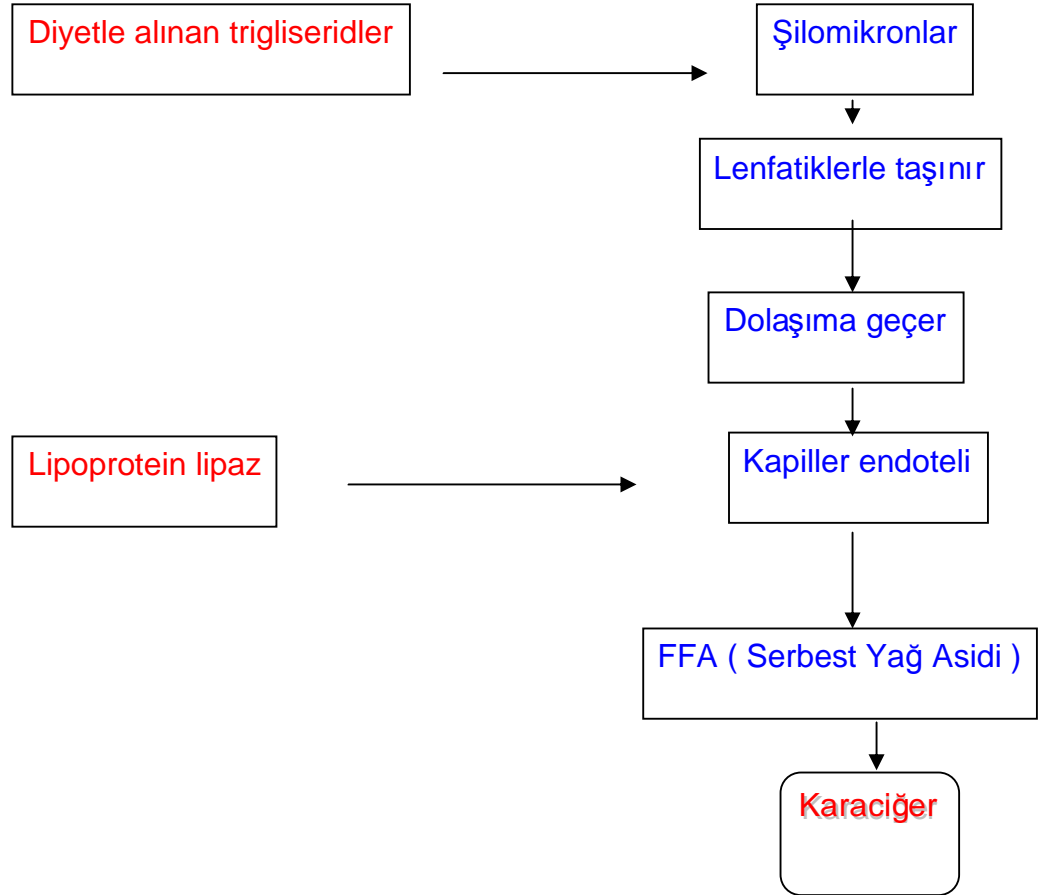 Diyetle alınan trigliseridler
Şilomikronlar
Lenfatiklerle taşınır
Dolaşıma geçer
Lipoprotein lipaz
Kapiller endoteli
FFA ( Serbest Yağ Asidi )
Karaciğer